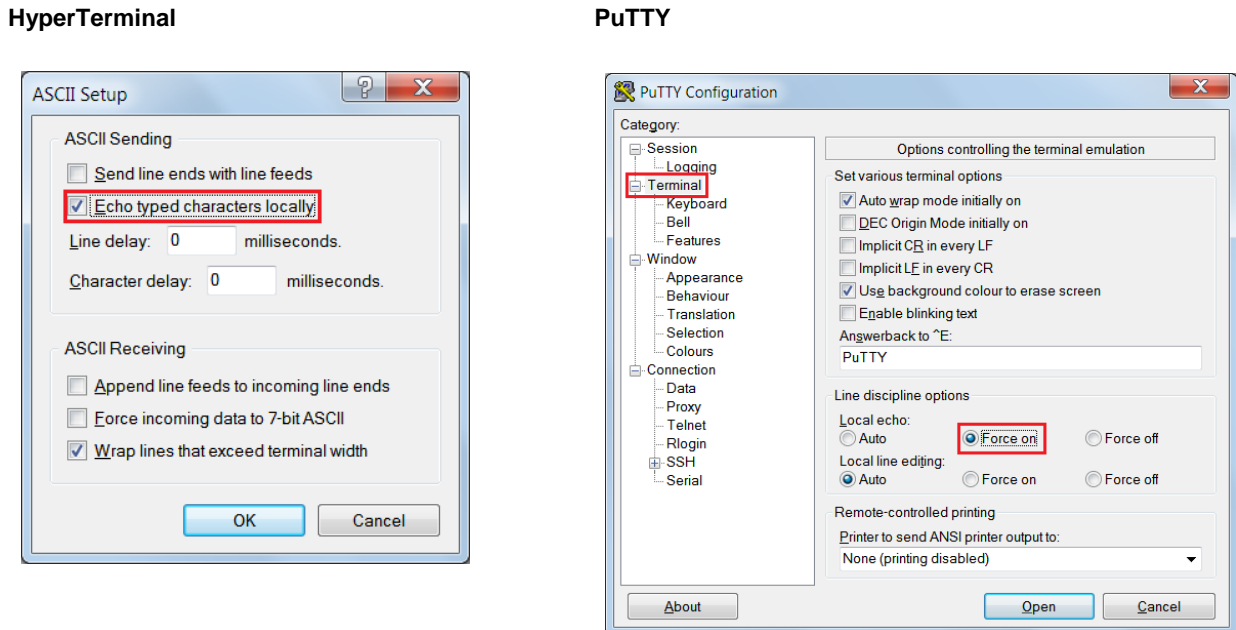 HyperTerminal
ASCII Setup
ASCII Sending
Send line ends with line feeds
Echo typed characters locally
Line delay: 0 milliseconds.
Character delay: 0 milliseconds.
ASCII Receiving
Append line feeds to incoming line ends
Force incoming data to 7-bit ASCII
Wrap lines that exceed terminal width
OK Cancel
PuTTY
PuTTY Configuration
Category:
Session
Logging
Terminal
Keyboard
Bell
Features
Window
Appearance
Behaviour
Translation
Selection
Colours
Connection
Data
Proxy
Telnet
Rlogin
SSH
Serial
Options controlling the terminal emulation
Set various terminal options
Auto wrap mode initially on
DEC Origin Mode initially on
Implicit CR in every LF
Implicit LF in every CR
Use background colour to erase screen
Enable blinking text
Answerback to ^E:
PuTTY
Line discipline options
Local echo:
Auto Force on Force off
Local line editing:
Auto Force on Force off
Remote-controlled printing
Printer to send ANSI printer output to:
None (printing disabled)
About Open Cancel